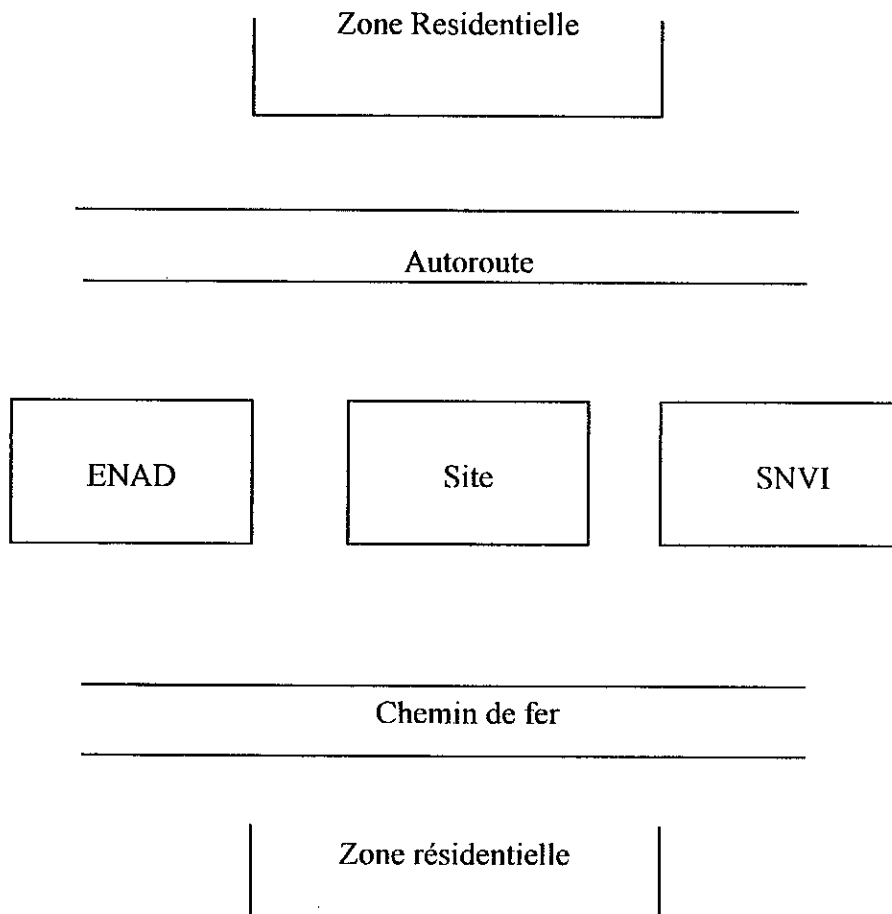 Zone Residentielle
Autoroute
ENAD
Site
SNVI
Chemin de fer
Zone résidentielle